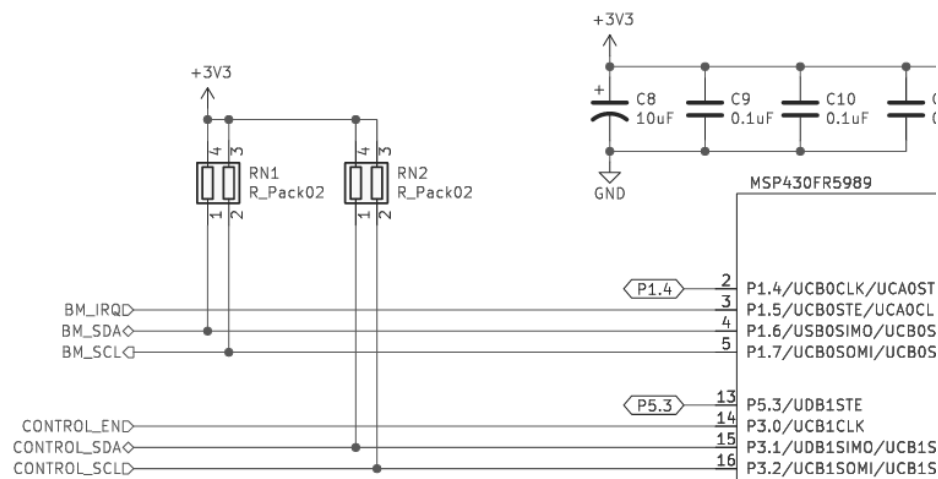 +3V3
+3V3
+
C8
10uF
C9
0.1uF
C10
0.1uF
GND
4
3
RN1
R_Pack02
1
2
4
3
RN2
R_Pack02
1
2
MSP430FR5989
P1.4
2
P1.4/UCB0CLK/UCA0ST
BM_IRQ
3
P1.5/UCB0STE/UCA0CL
BM_SDA
4
P1.6/USB0SIMO/UCB0S
BM_SCL
5
P1.7/UCB0SOMI/UCB0S
P5.3
13
P5.3/UDB1STE
CONTROL_EN
14
P3.0/UCB1CLK
CONTROL_SDA
15
P3.1/UDB1SIMO/UCB1S
CONTROL_SCL
16
P3.2/UCB1SOMI/UCB1S